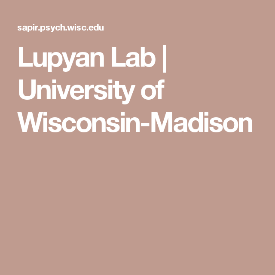 sapir.psych.wisc.edu
Lupyan Lab |
University of
Wisconsin-Madison